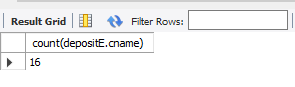 Result Grid Filter Rows:
count(depositE.cname)
16